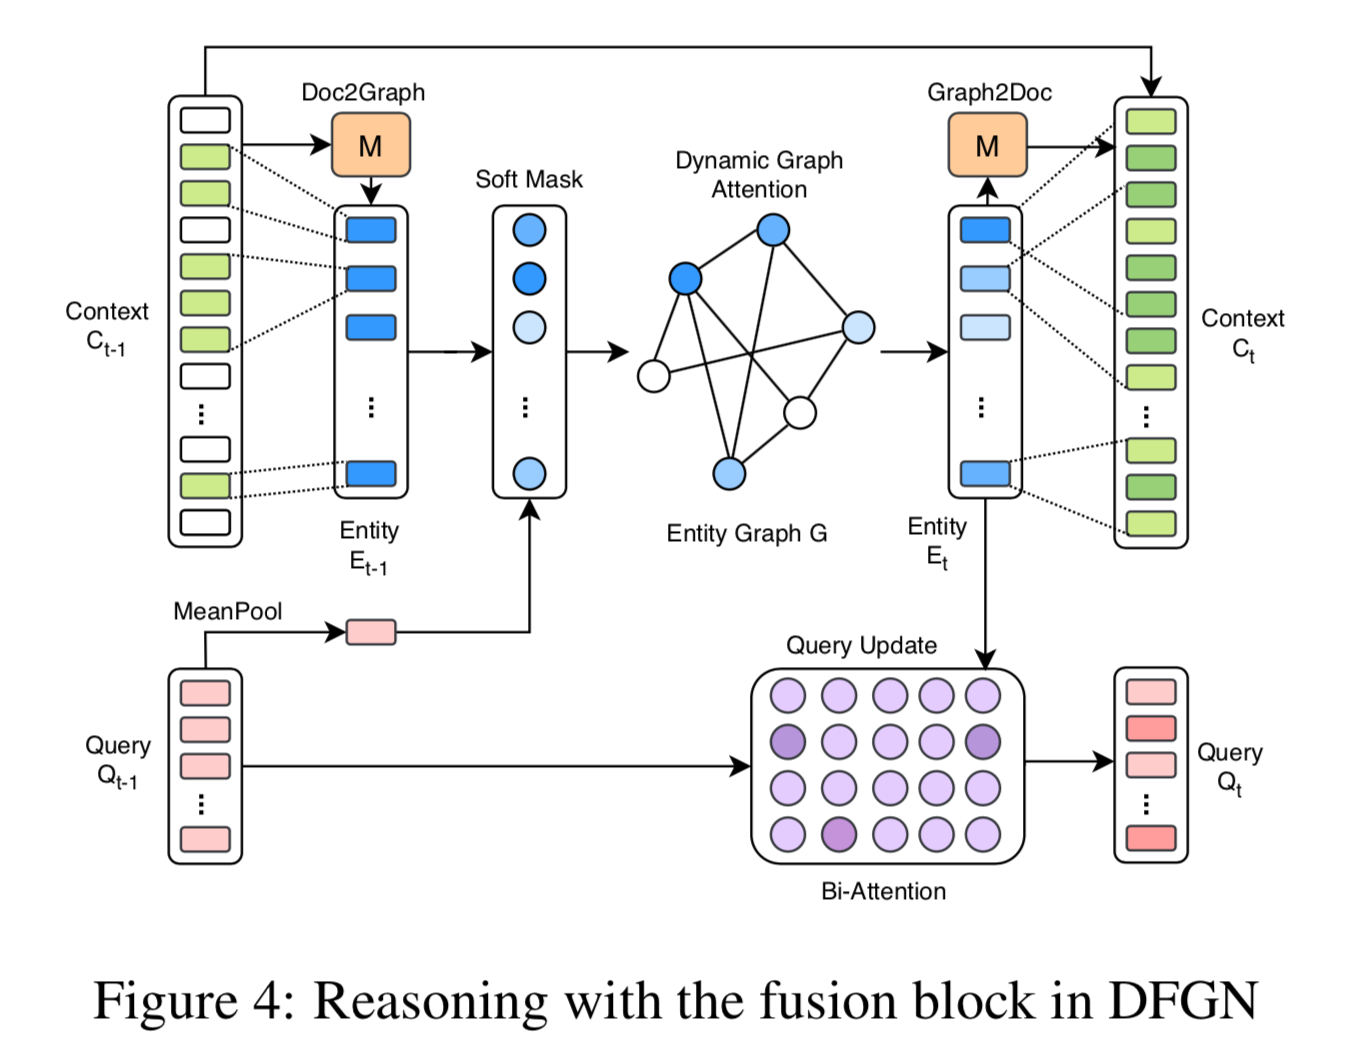 Doc2Graph
M
Graph2Doc
M
Soft Mask
Dynamic Graph
Attention
Context
Ct-1
...
...
...
...
...
Context
Ct
Entity
Et-1
Entity Graph G
Entity
Et
MeanPool
Query Update
Query
Qt-1
...
...
Query
Qt
Bi-Attention
Figure 4: Reasoning with the fusion block in DFGN